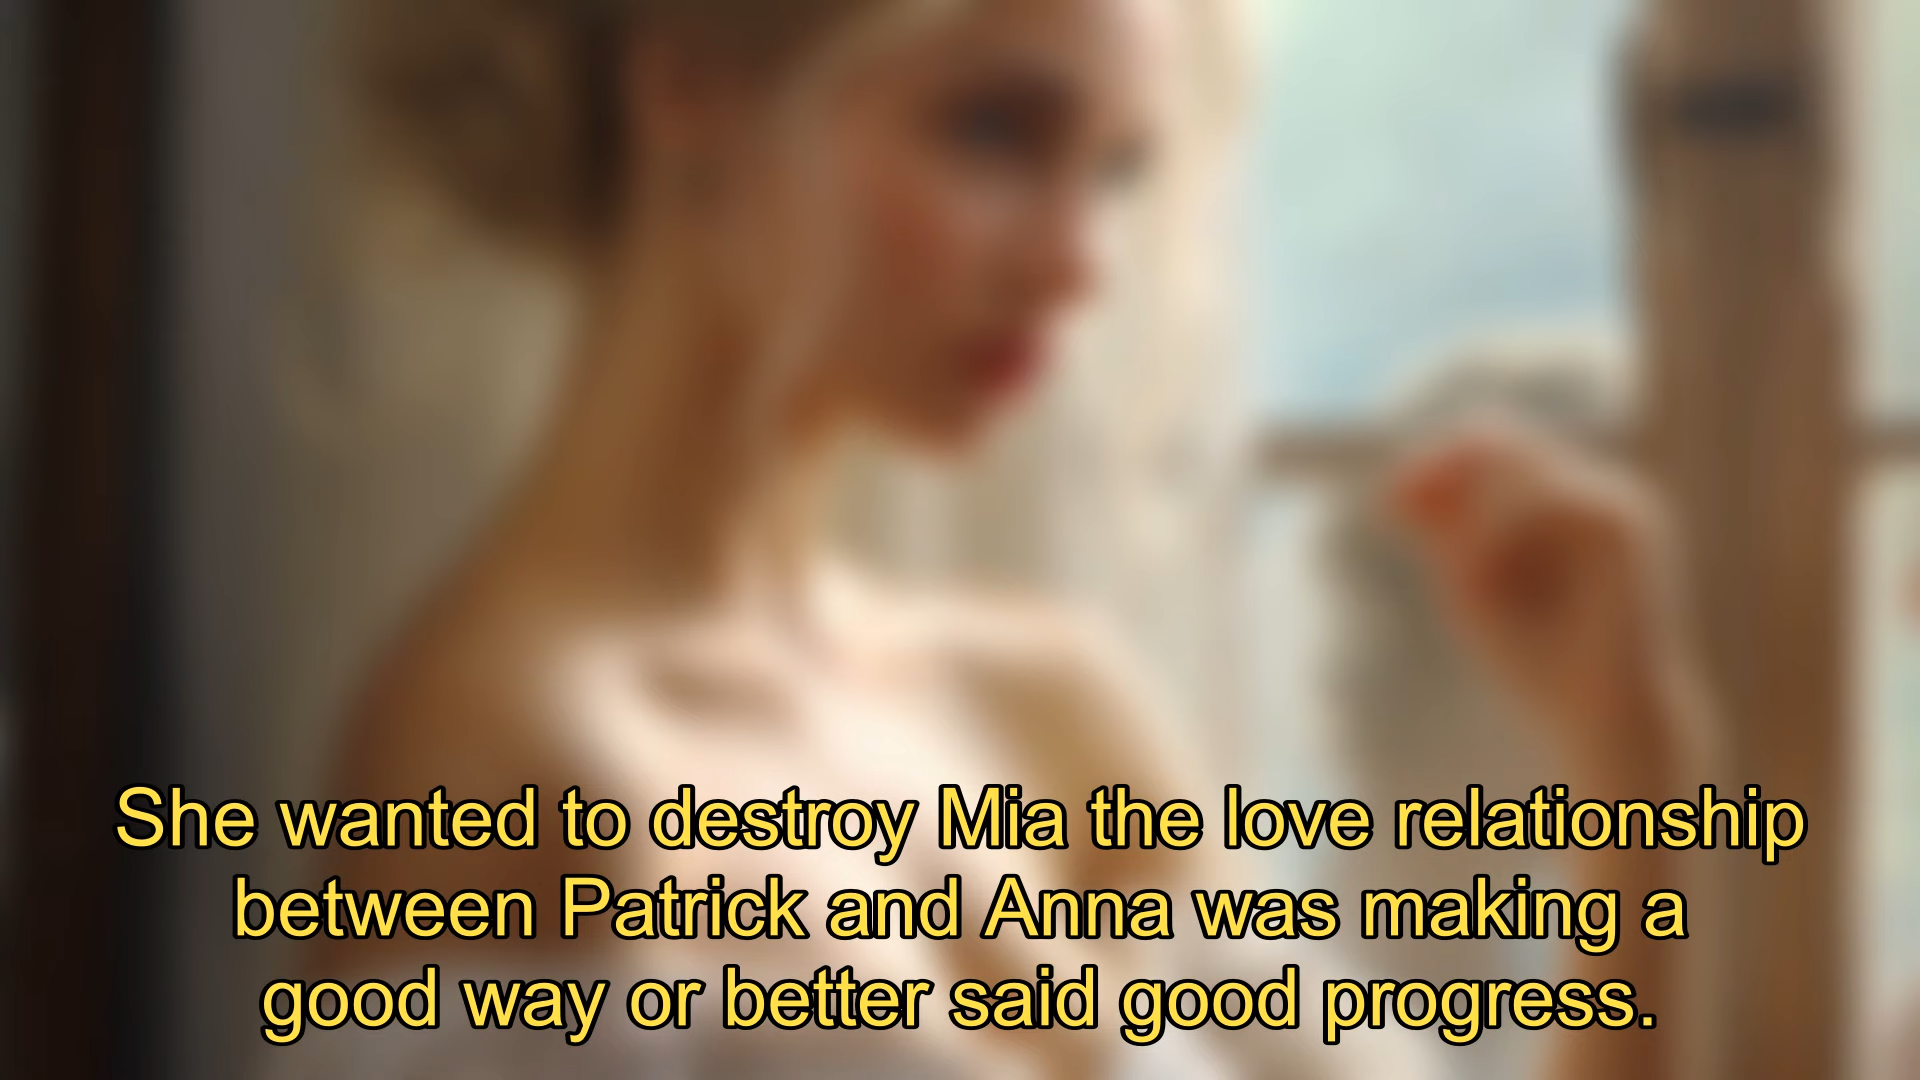 She wanted to destroy Mia the love relationship
between Patrick and Anna was making a
good way or better said good progress.